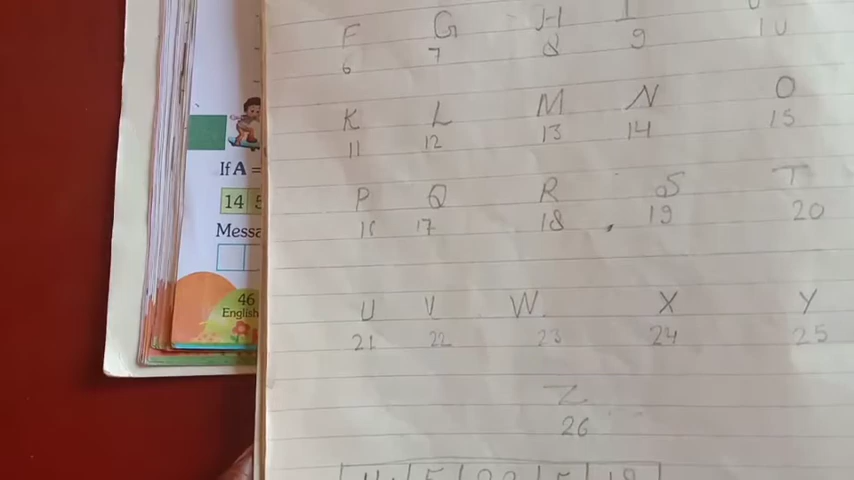 F G H I
6 7 8 9 10
K L M N O
11 12 13 14 15
P Q R S T
16 17 18 19 20
U V W X Y
21 22 23 24 25
Z
26
If A =
14 5
Messa
46
English